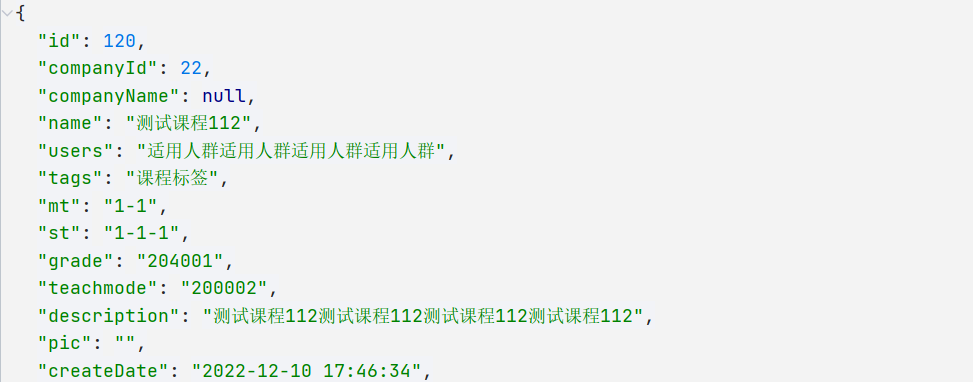 {
"id": 120,
"companyId": 22,
"companyName": null,
"name": "测试课程112",
"users": "适用人群适用人群适用人群适用人群",
"tags": "课程标签",
"mt": "1-1",
"st": "1-1-1",
"grade": "204001",
"teachmode": "200002",
"description": "测试课程112测试课程112测试课程112测试课程112",
"pic": "",
"createDate": "2022-12-10 17:46:34",